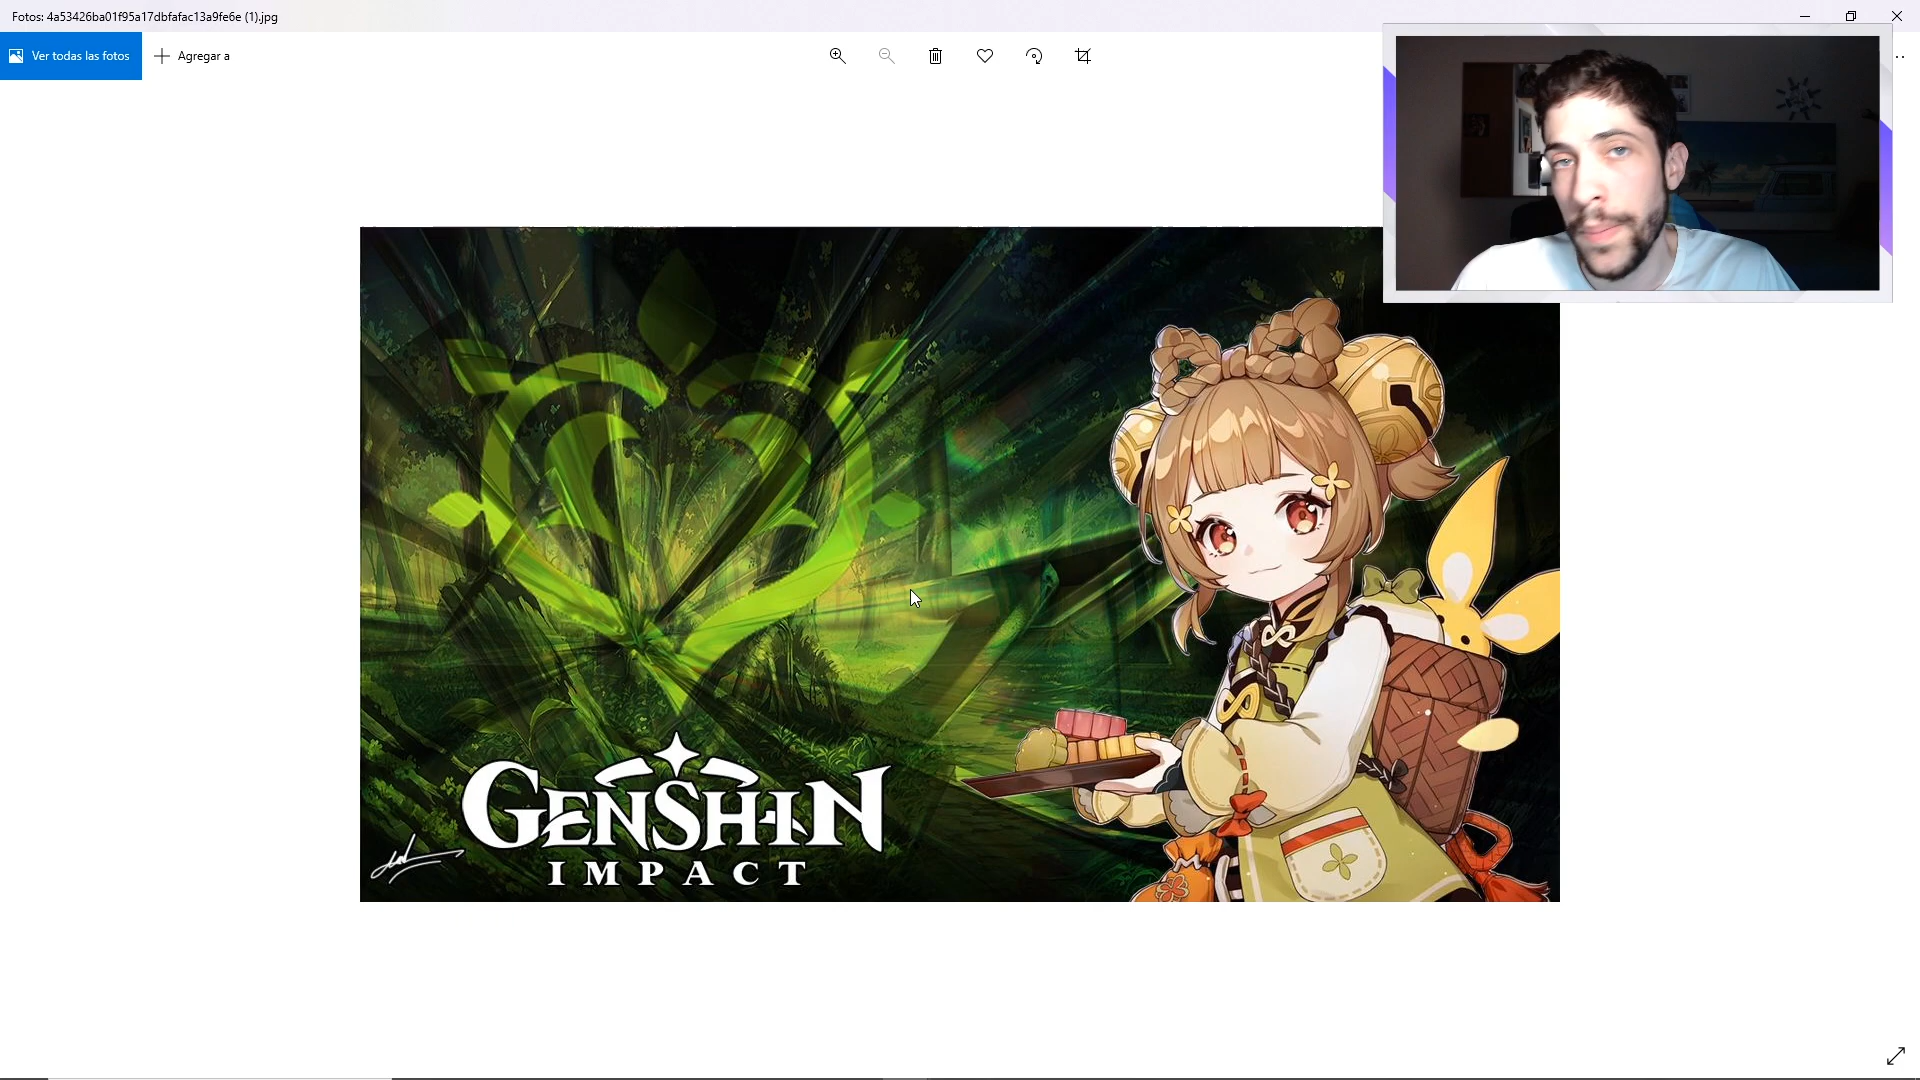 Fotos: 4a53426ba01f95a17dbfafac13a9fe6e (1).jpg
Ver todas las fotos
Agregar a
GENSHIN
IMPACT